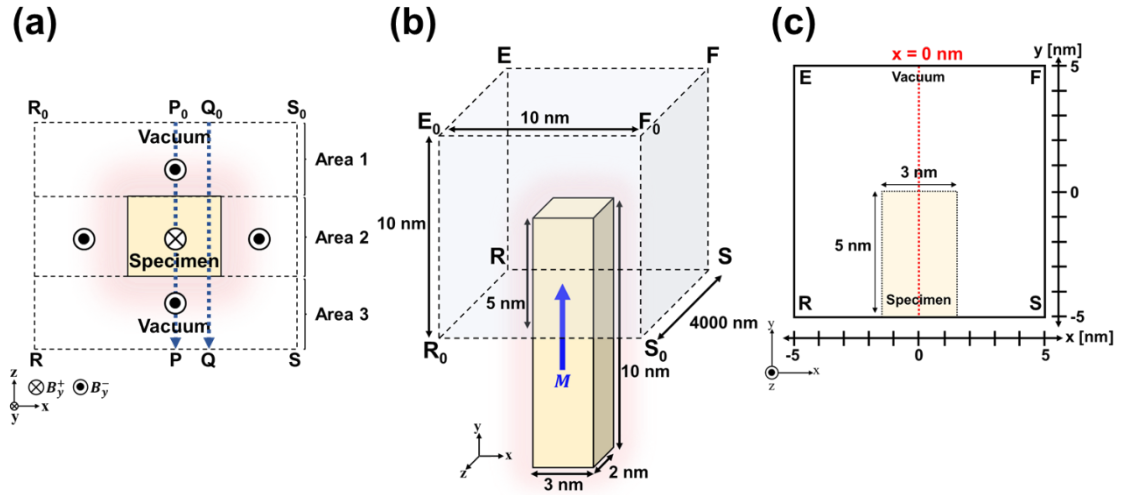 (a)
R₀ P₀ Q₀ S₀
Vacuum
Area 1
Area 2
Specimen
Vacuum
Area 3
R P Q S
z
y x
B_y^+ B_y^-
(b)
E F
E₀ 10 nm F₀
10 nm
R S
5 nm
4000 nm
R₀ S₀
M
10 nm
y
x
z
2 nm
3 nm
(c)
x = 0 nm y [nm]
E Vacuum F 5
3 nm
0
5 nm
R Specimen S -5
x [nm]
-5 0 5
y
x
z